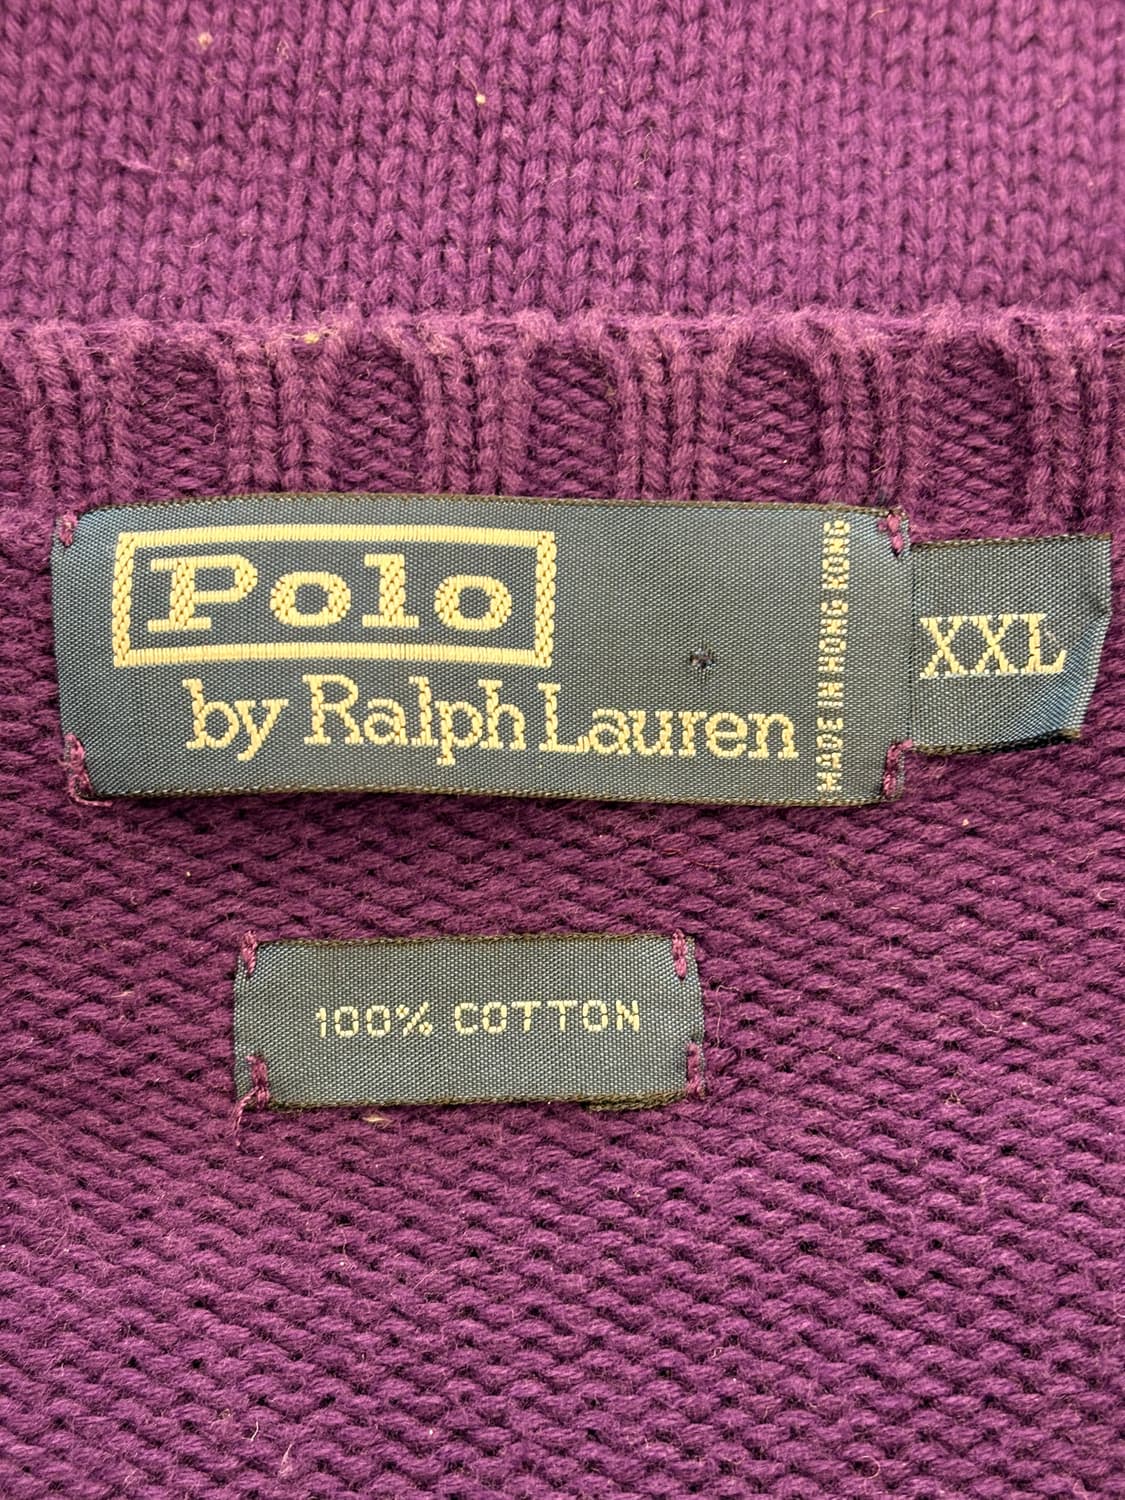 Polo
by Ralph Lauren
MADE IN HONG KONG
XXL
100% COTTON